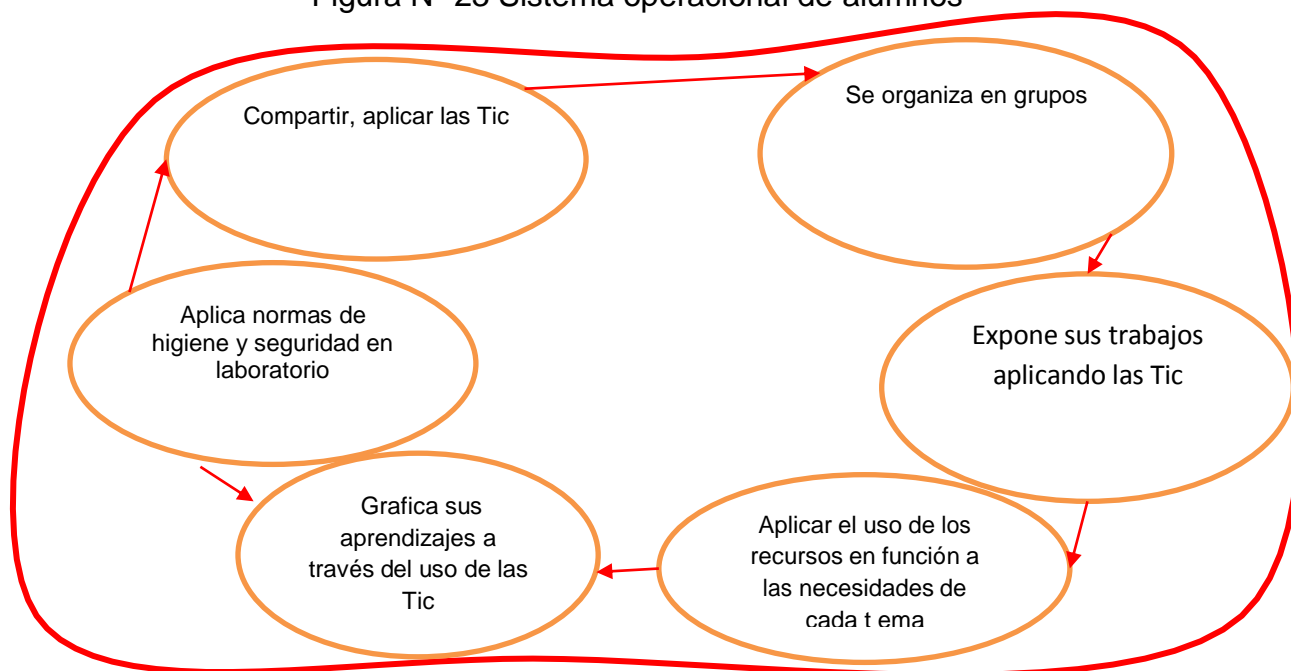 Figura N° 28 Sistema operacional de alumnos
Compartir, aplicar las Tic
Se organiza en grupos
Aplica normas de
higiene y seguridad en
laboratorio
Expone sus trabajos
aplicando las Tic
Grafica sus
aprendizajes a
través del uso de las
Tic
Aplicar el uso de los
recursos en función a
las necesidades de
cada t ema